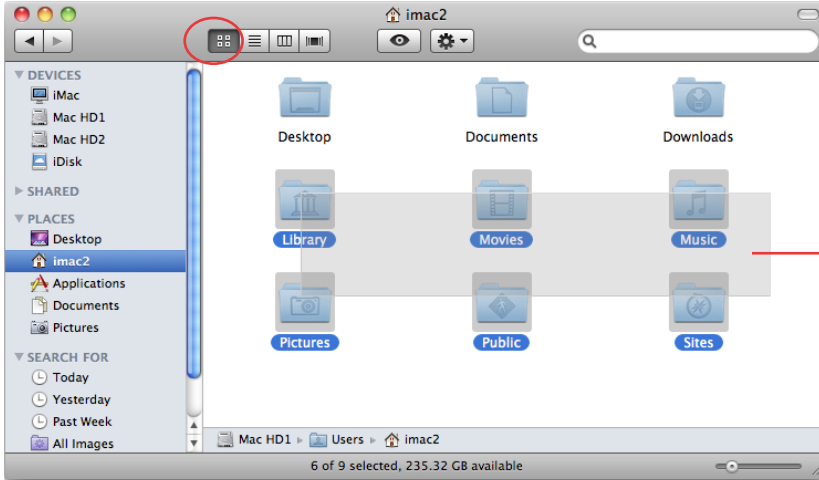 imac2
DEVICES
iMac
Mac HD1
Mac HD2
iDisk
SHARED
PLACES
Desktop
imac2
Applications
Documents
Pictures
SEARCH FOR
Today
Yesterday
Past Week
All Images
Desktop Documents Downloads
Library Movies Music
Pictures Public Sites
Mac HD1 Users imac2
6 of 9 selected, 235.32 GB available